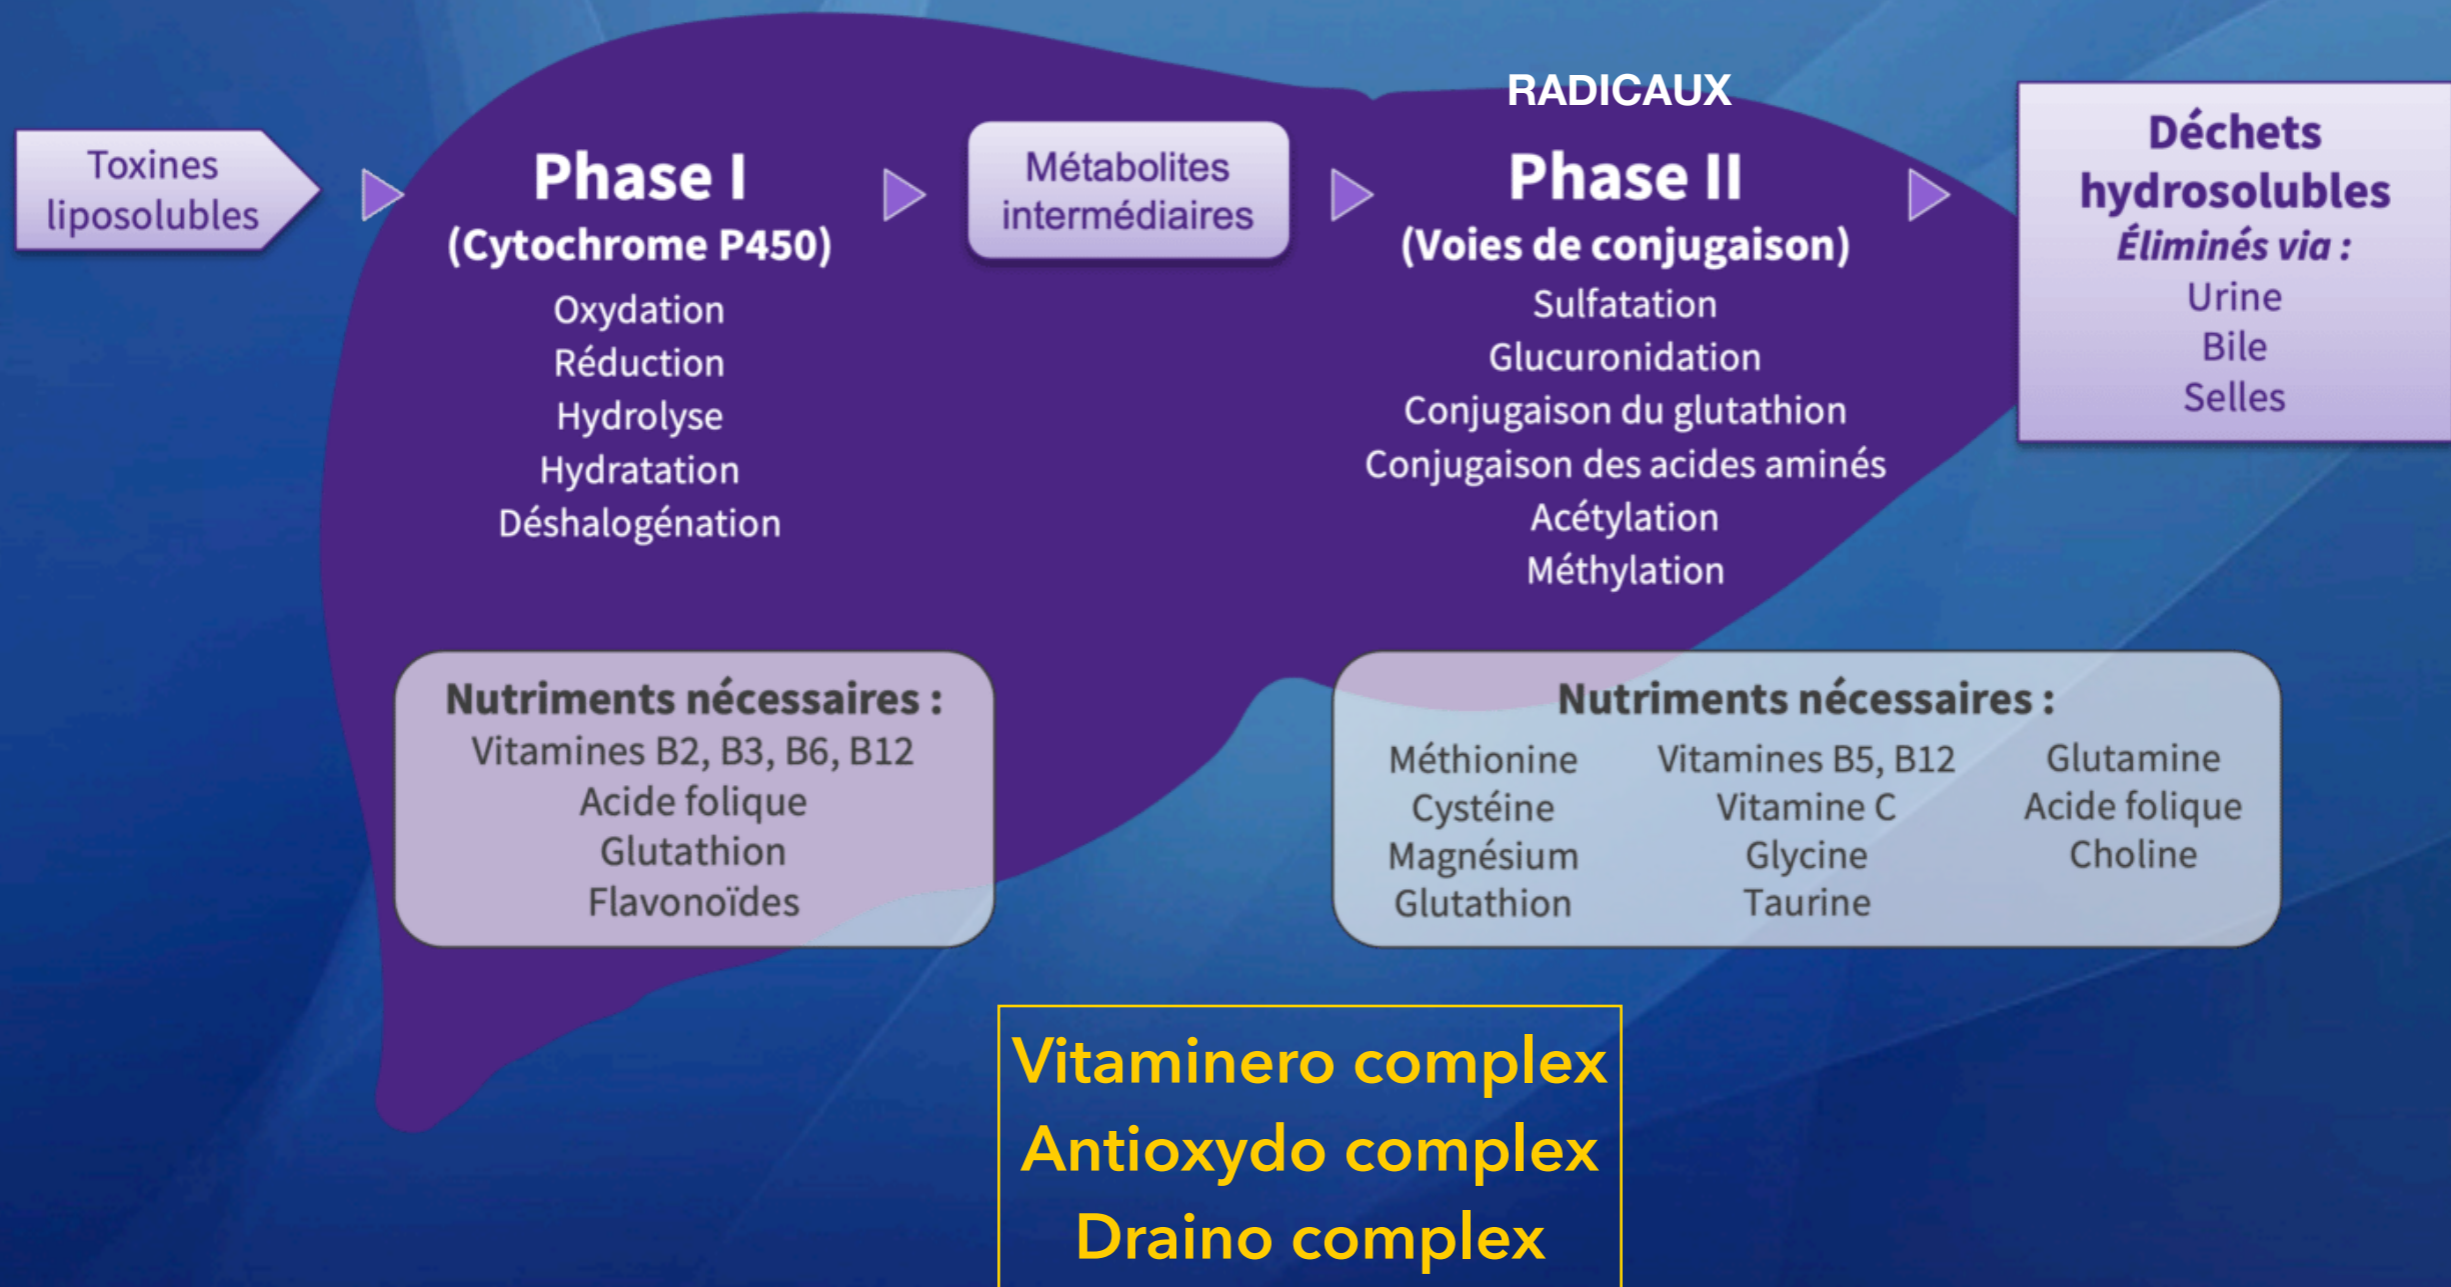 Toxines
liposolubles
Phase I
(Cytochrome P450)
Oxydation
Réduction
Hydrolyse
Hydratation
Déshalogénation
Métabolites
intermédiaires
RADICAUX
Phase II
(Voies de conjugaison)
Sulfatation
Glucuronidation
Conjugaison du glutathion
Conjugaison des acides aminés
Acétylation
Méthylation
Déchets
hydrosolubles
Éliminés via :
Urine
Bile
Selles
Nutriments nécessaires :
Vitamines B2, B3, B6, B12
Acide folique
Glutathion
Flavonoïdes
Nutriments nécessaires :
Méthionine
Cystéine
Magnésium
Glutathion
Vitamines B5, B12
Vitamine C
Glycine
Taurine
Glutamine
Acide folique
Choline
Vitaminero complex
Antioxydo complex
Draino complex